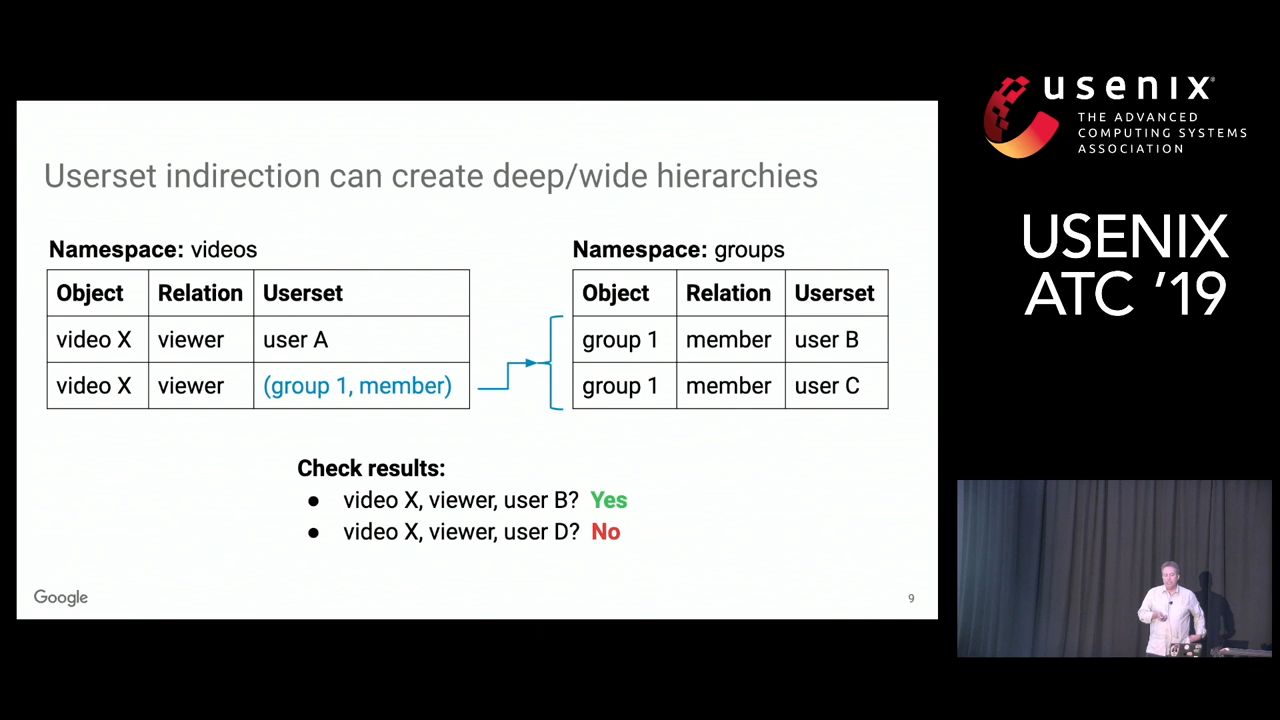 Userset indirection can create deep/wide hierarchies
Namespace: videos
Object Relation Userset
video X viewer user A
video X viewer (group 1, member)
Namespace: groups
Object Relation Userset
group 1 member user B
group 1 member user C
Check results:
● video X, viewer, user B? Yes
● video X, viewer, user D? No
Google
9
usenix
THE ADVANCED
COMPUTING SYSTEMS
ASSOCIATION
USENIX
ATC ’19